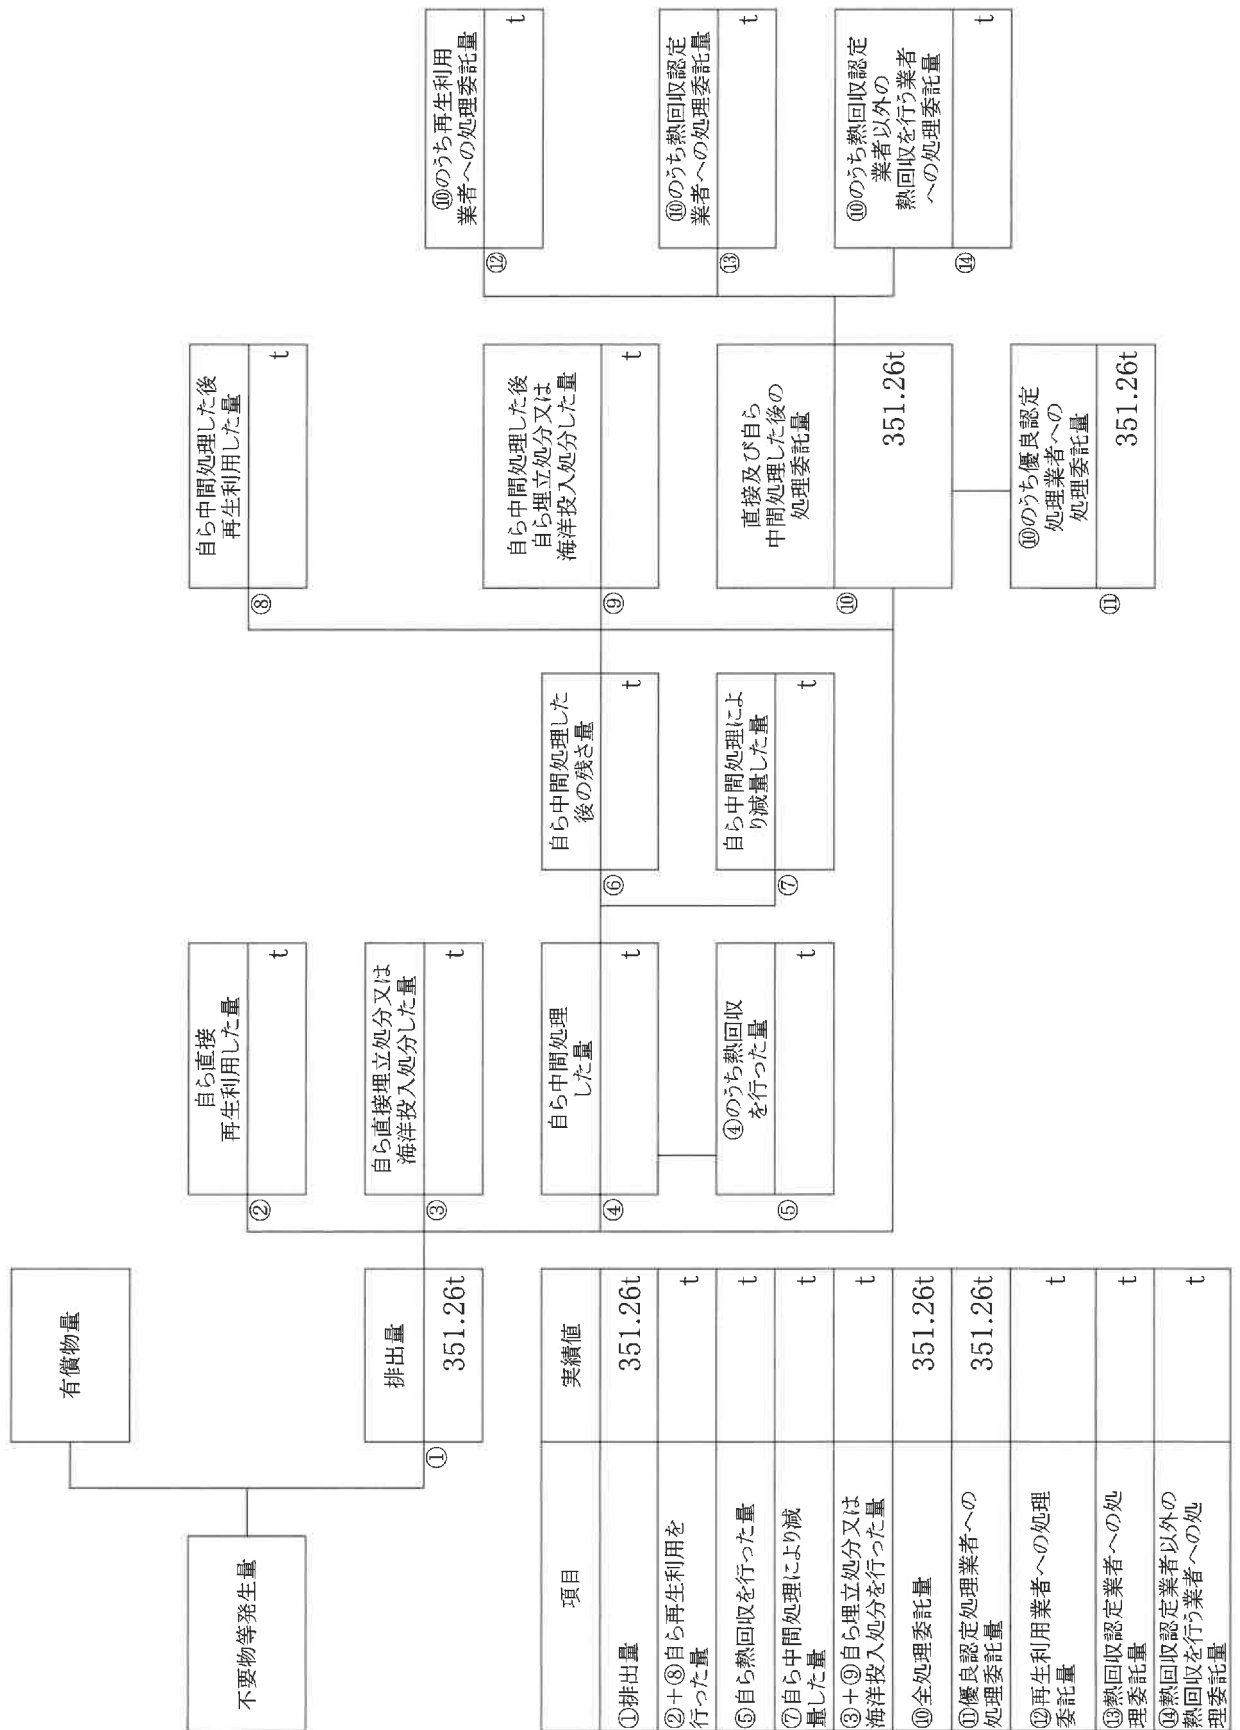 不要物等発生量
有償物量
排出量
①
351.26t
自ら直接
再生利用した量
②
t
自ら直接埋立処分又は
海洋投入処分した量
③
t
自ら中間処理
した量
④
t
④のうち熱回収
を行った量
⑤
t
自ら中間処理した
後の残さ量
⑥
t
自ら中間処理によ
り減量した量
⑦
t
自ら中間処理した後
再生利用した量
⑧
t
自ら中間処理した後
自ら埋立処分又は
海洋投入処分した量
⑨
t
直接及び自ら
中間処理した後の
処理委託量
⑩
351.26t
⑩のうち優良認定
処理業者への
処理委託量
⑪
351.26t
⑩のうち再生利用
業者への処理委託量
⑫
t
⑩のうち熱回収認定
業者への処理委託量
⑬
t
⑩のうち熱回収認定
業者以外の
熱回収を行う業者
への処理委託量
⑭
t
項目 実績値
①排出量 351.26t
②+⑧自ら再生利用を
行った量 t
⑤自ら熱回収を行った量 t
⑦自ら中間処理により減
量した量 t
③+⑨自ら埋立処分又は
海洋投入処分を行った量 t
⑩全処理委託量 351.26t
⑪優良認定処理業者への
処理委託量 351.26t
⑫再生利用業者への処理
委託量 t
⑬熱回収認定業者への処
理委託量 t
⑭熱回収認定業者以外の
熱回収を行う業者への処
理委託量 t